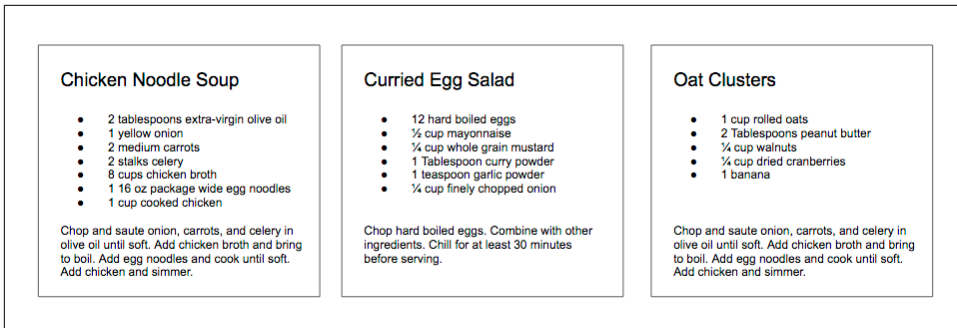 Chicken Noodle Soup
● 2 tablespoons extra-virgin olive oil
● 1 yellow onion
● 2 medium carrots
● 2 stalks celery
● 8 cups chicken broth
● 1 16 oz package wide egg noodles
● 1 cup cooked chicken
Chop and saute onion, carrots, and celery in
olive oil until soft. Add chicken broth and bring
to boil. Add egg noodles and cook until soft.
Add chicken and simmer.
Curried Egg Salad
● 12 hard boiled eggs
● ½ cup mayonnaise
● ¼ cup whole grain mustard
● 1 Tablespoon curry powder
● 1 teaspoon garlic powder
● ¼ cup finely chopped onion
Chop hard boiled eggs. Combine with other
ingredients. Chill for at least 30 minutes
before serving.
Oat Clusters
● 1 cup rolled oats
● 2 Tablespoons peanut butter
● ¼ cup walnuts
● ¼ cup dried cranberries
● 1 banana
Chop and saute onion, carrots, and celery in
olive oil until soft. Add chicken broth and bring
to boil. Add egg noodles and cook until soft.
Add chicken and simmer.